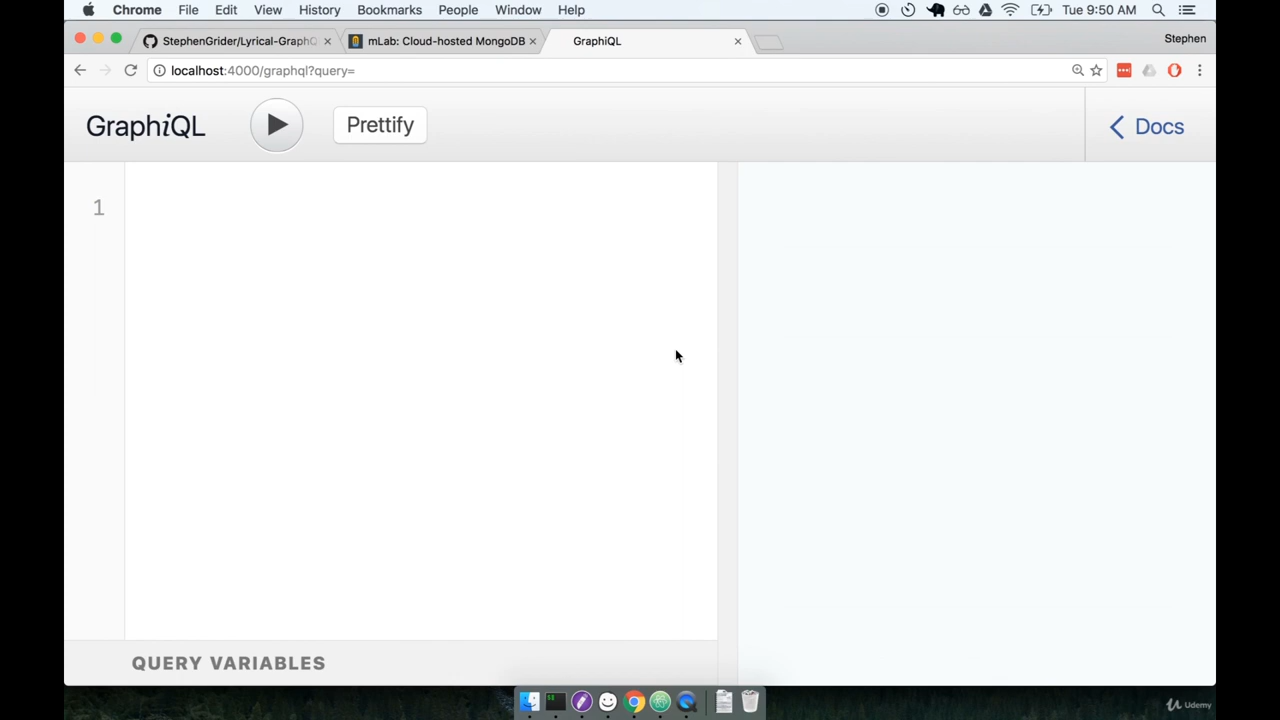 Chrome File Edit View History Bookmarks People Window Help Tue 9:50 AM
StephenGrider/Lyrical-GraphQ mLab: Cloud-hosted MongoDB GraphiQL Stephen
localhost:4000/graphql?query=
GraphiQL Prettify Docs
1
QUERY VARIABLES
Udemy